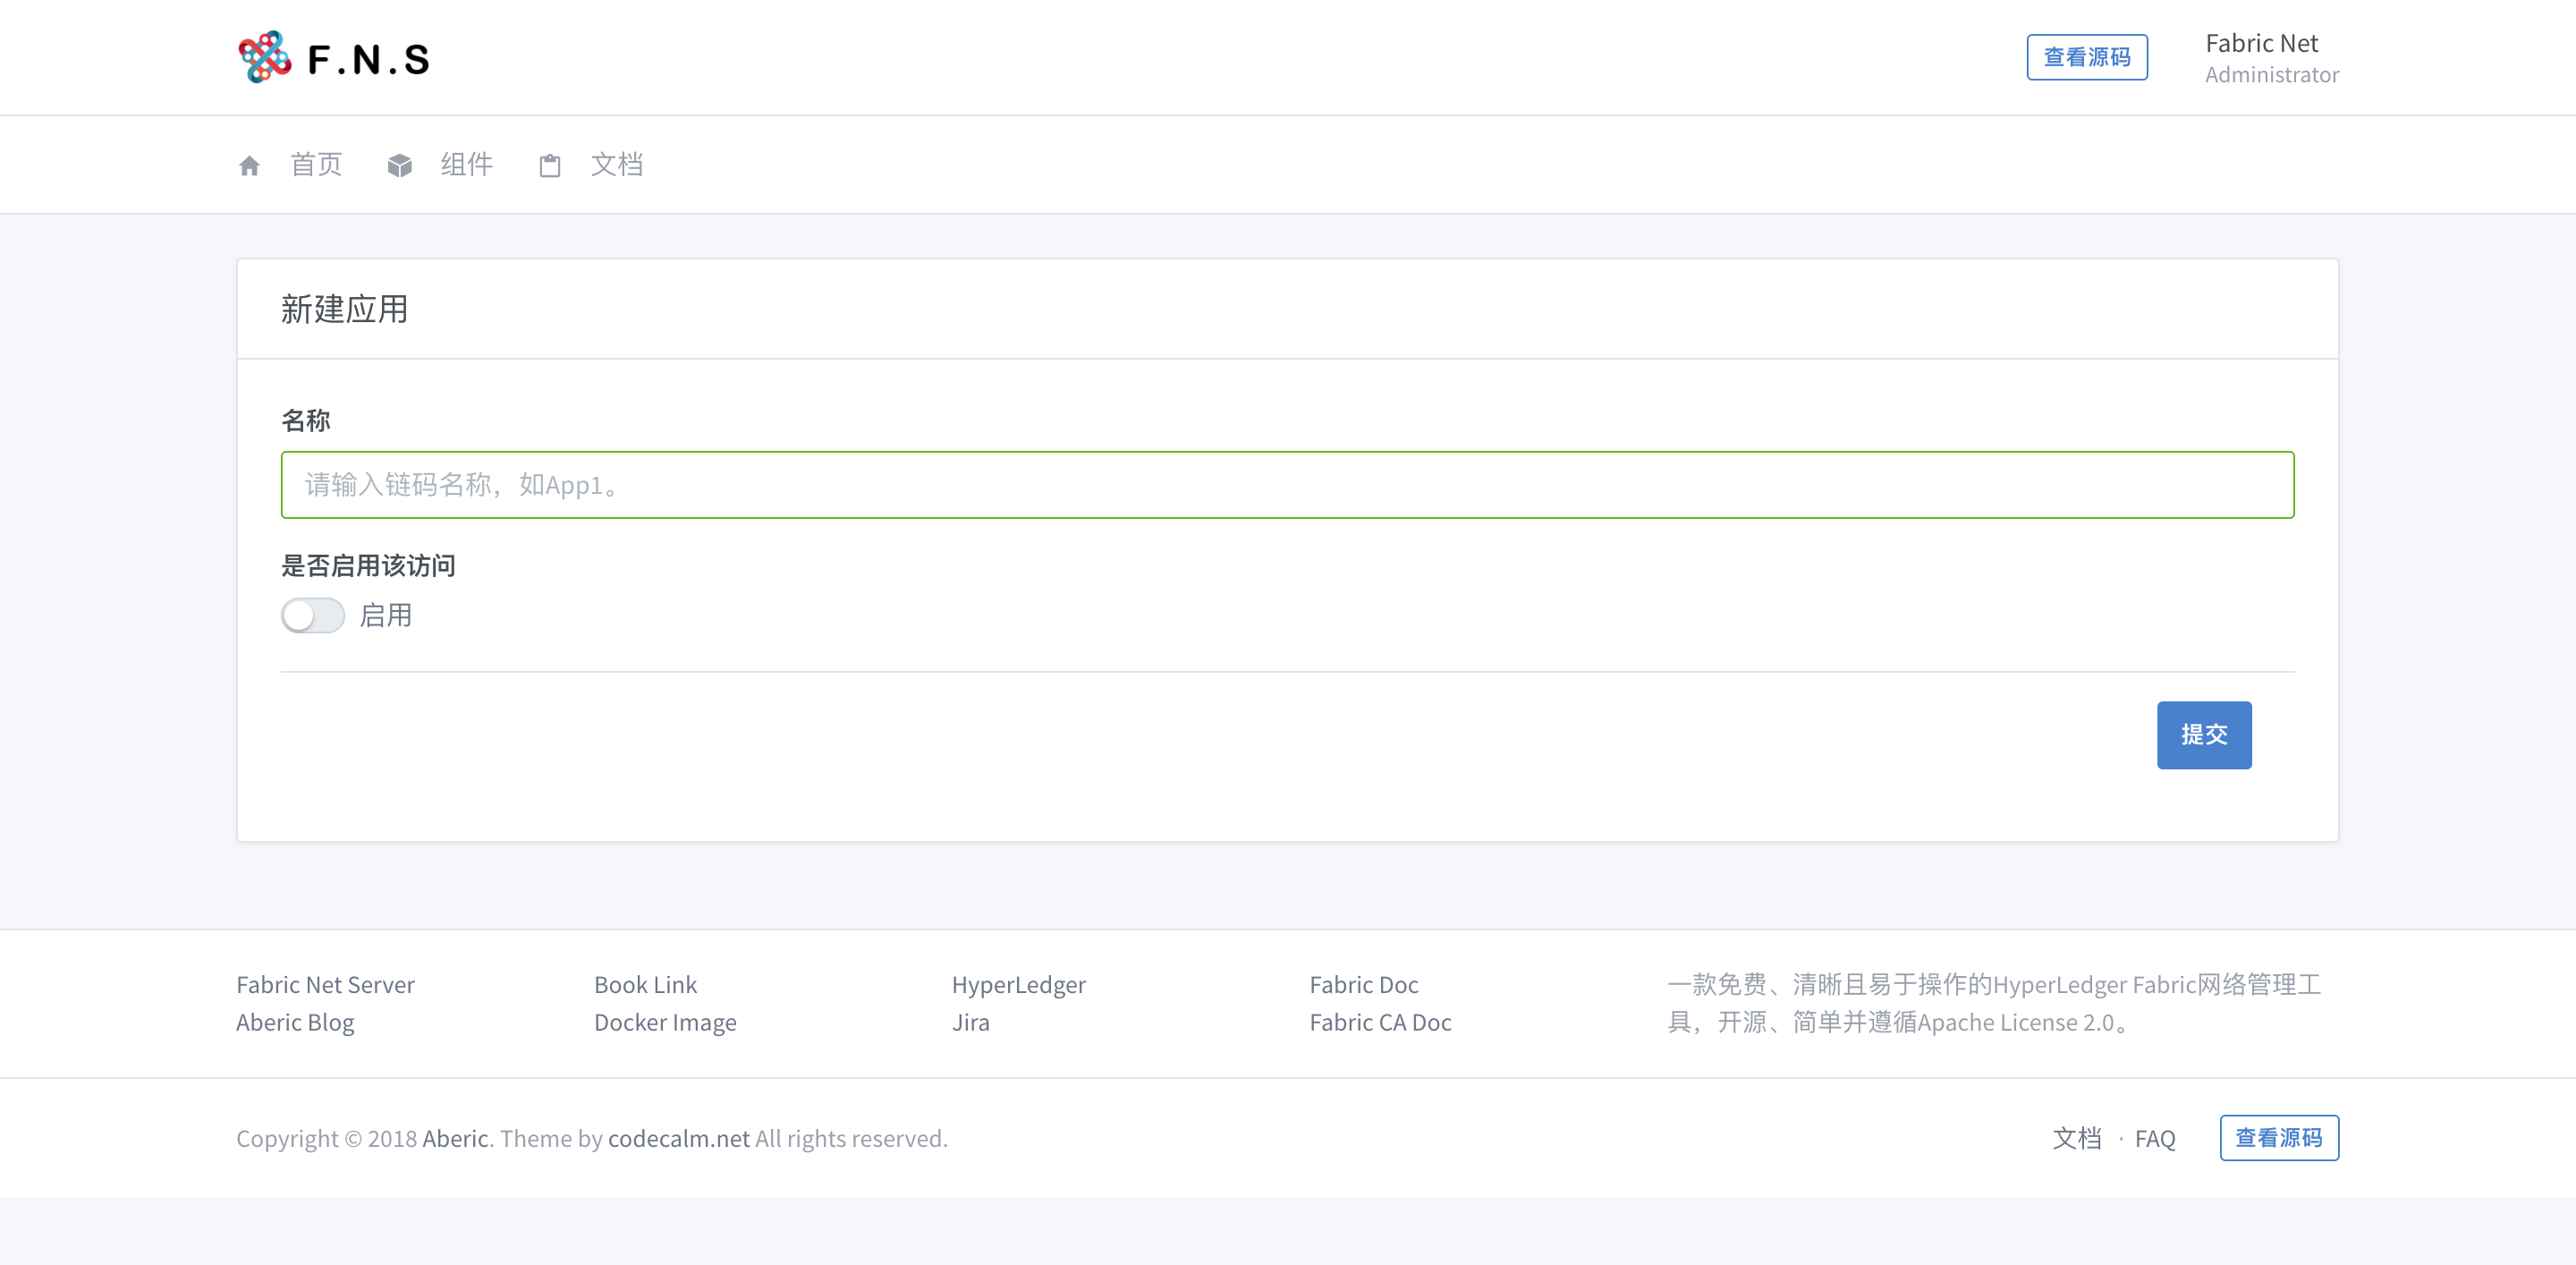 F.N.S
查看源码
Fabric Net
Administrator
首页
组件
文档
新建应用
名称
请输入链码名称，如App1。
是否启用该访问
启用
提交
Fabric Net Server
Aberic Blog
Book Link
Docker Image
HyperLedger
Jira
Fabric Doc
Fabric CA Doc
一款免费、清晰且易于操作的HyperLedger Fabric网络管理工
具，开源、简单并遵循Apache License 2.0。
Copyright © 2018 Aberic. Theme by codecalm.net All rights reserved.
文档 · FAQ
查看源码